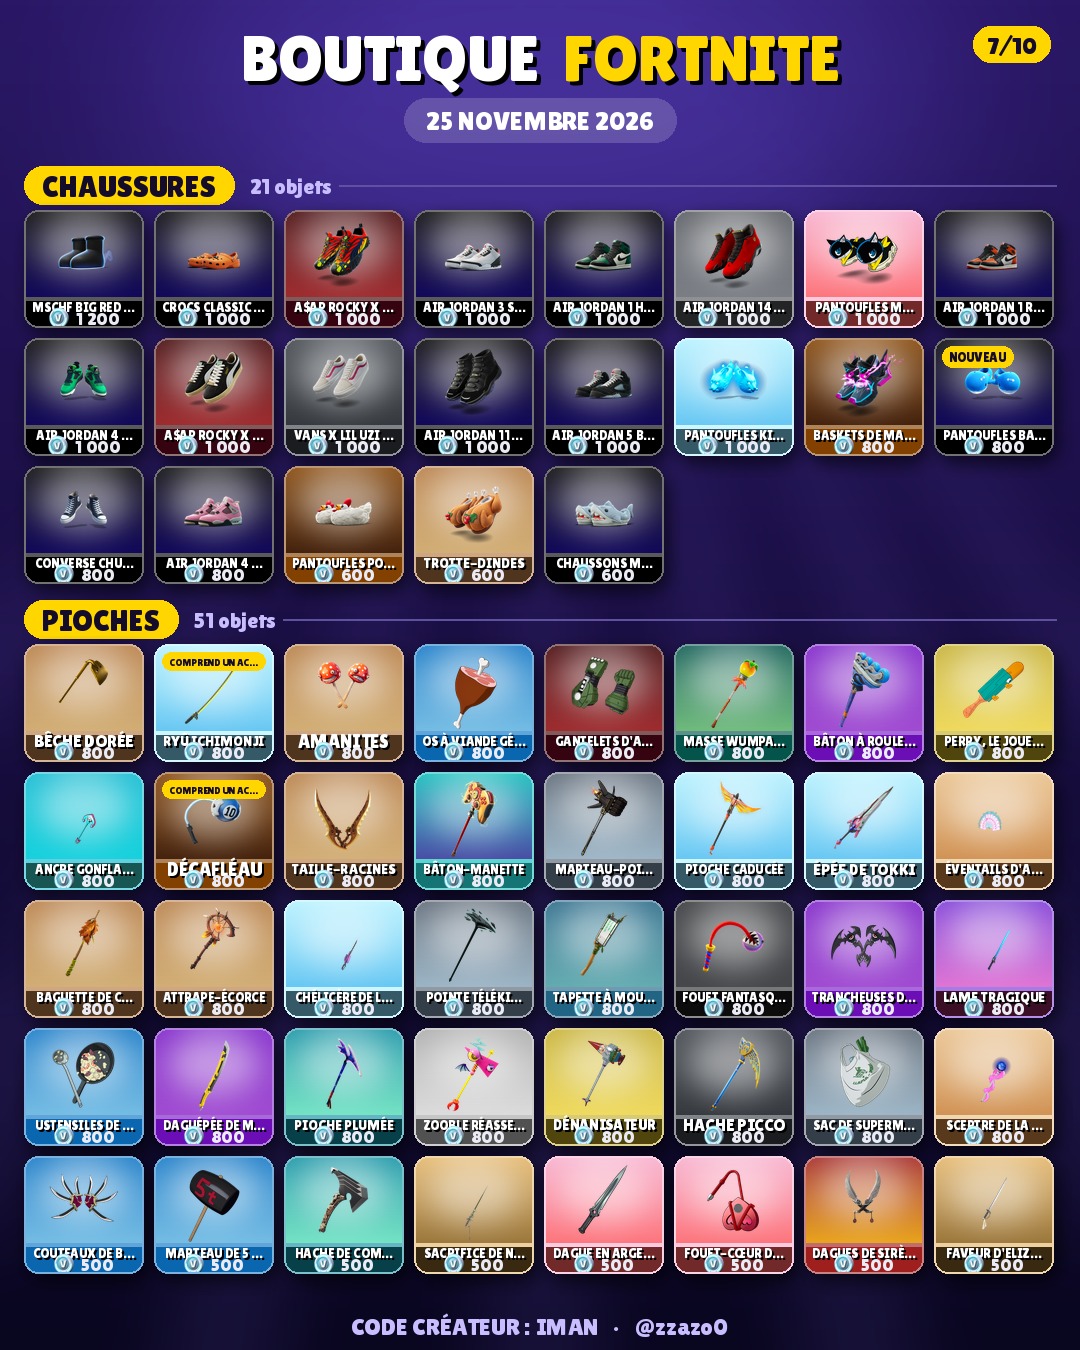 BOUTIQUE FORTNITE
7/10
25 NOVEMBRE 2026
CHAUSSURES 21 objets
MSCHF BIG RED ... CROCS CLASSIC ... A$AP ROCKY X ... AIR JORDAN 3 S... AIR JORDAN 1 H... AIR JORDAN 14 ... PANTOUFLES M... AIR JORDAN 1 R...
1 200 1 000 1 000 1 000 1 000 1 000 1 000 1 000
NOUVEAU
AIR JORDAN 4 ... A$AP ROCKY X ... VANS X LIL UZI ... AIR JORDAN 11 ... AIR JORDAN 5 B... PANTOUFLES KI... BASKETS DE MA... PANTOUFLES BA...
1 000 1 000 1 000 1 000 1 000 1 000 800 800
CONVERSE CHU... AIR JORDAN 4 ... PANTOUFLES PO... TROTTE-DINDES CHAUSSONS M...
800 800 600 600 600
PIOCHES 51 objets
COMPREND UN AC...
BÊCHE DORÉE RYU ICHIMONJI AMANITES OS À VIANDE GÉ... GANTELETS D'A... MASSE WUMPA... BÂTON À ROULE... PERRY, LE JOUE...
800 800 800 800 800 800 800 800
COMPREND UN AC...
10
ANCRE GONFLA... DÉCAFLÉAU TAILLE-RACINES BÂTON-MANETTE MARTEAU-POI... PIOCHE CADUCÉE ÉPÉE DE TOKKI ÉVENTAILS D'A...
800 800 800 800 800 800 800 800
BAGUETTE DE C... ATTRAPE-ÉCORCE CHÉLICÈRE DE L... POINTE TÉLÉKI... TAPETTE À MOU... FOUET FANTASQ... TRANCHEUSES D... LAME TRAGIQUE
800 800 800 800 800 800 800 800
USTENSILES DE ... DAGUÉPÉE DE M... PIOCHE PLUMÉE ZOOBLE RÉASSE... DÉNANISATEUR HACHE PICCO SAC DE SUPERM... SCEPTRE DE LA ...
800 800 800 800 800 800 800 800
5t
COUTEAUX DE B... MARTEAU DE 5 ... HACHE DE COM... SACRIFICE DE N... DAGUE EN ARGE... FOUET-CŒUR D... DAGUES DE SIRÈ... FAVEUR D'ELIZ...
500 500 500 500 500 500 500 500
CODE CRÉATEUR : IMAN · @zzazo0